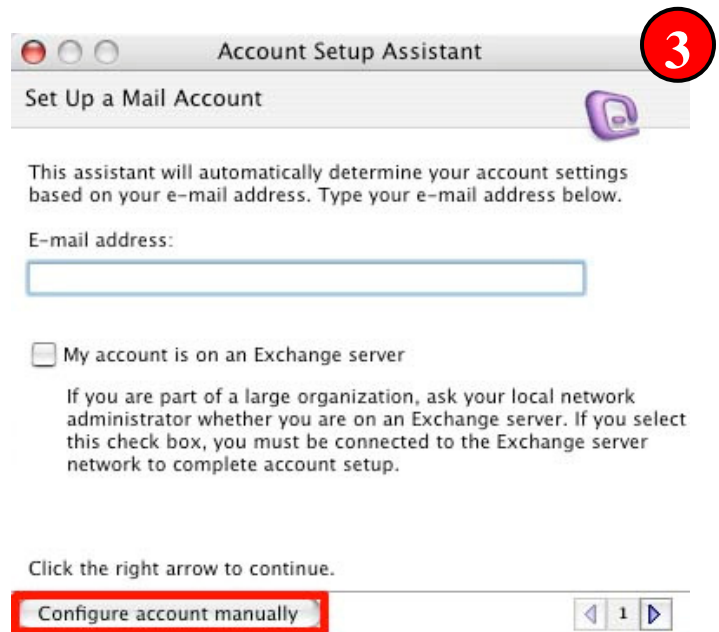 3
Account Setup Assistant
Set Up a Mail Account
This assistant will automatically determine your account settings
based on your e-mail address. Type your e-mail address below.
E-mail address:
My account is on an Exchange server
If you are part of a large organization, ask your local network
administrator whether you are on an Exchange server. If you select
this check box, you must be connected to the Exchange server
network to complete account setup.
Click the right arrow to continue.
Configure account manually
1